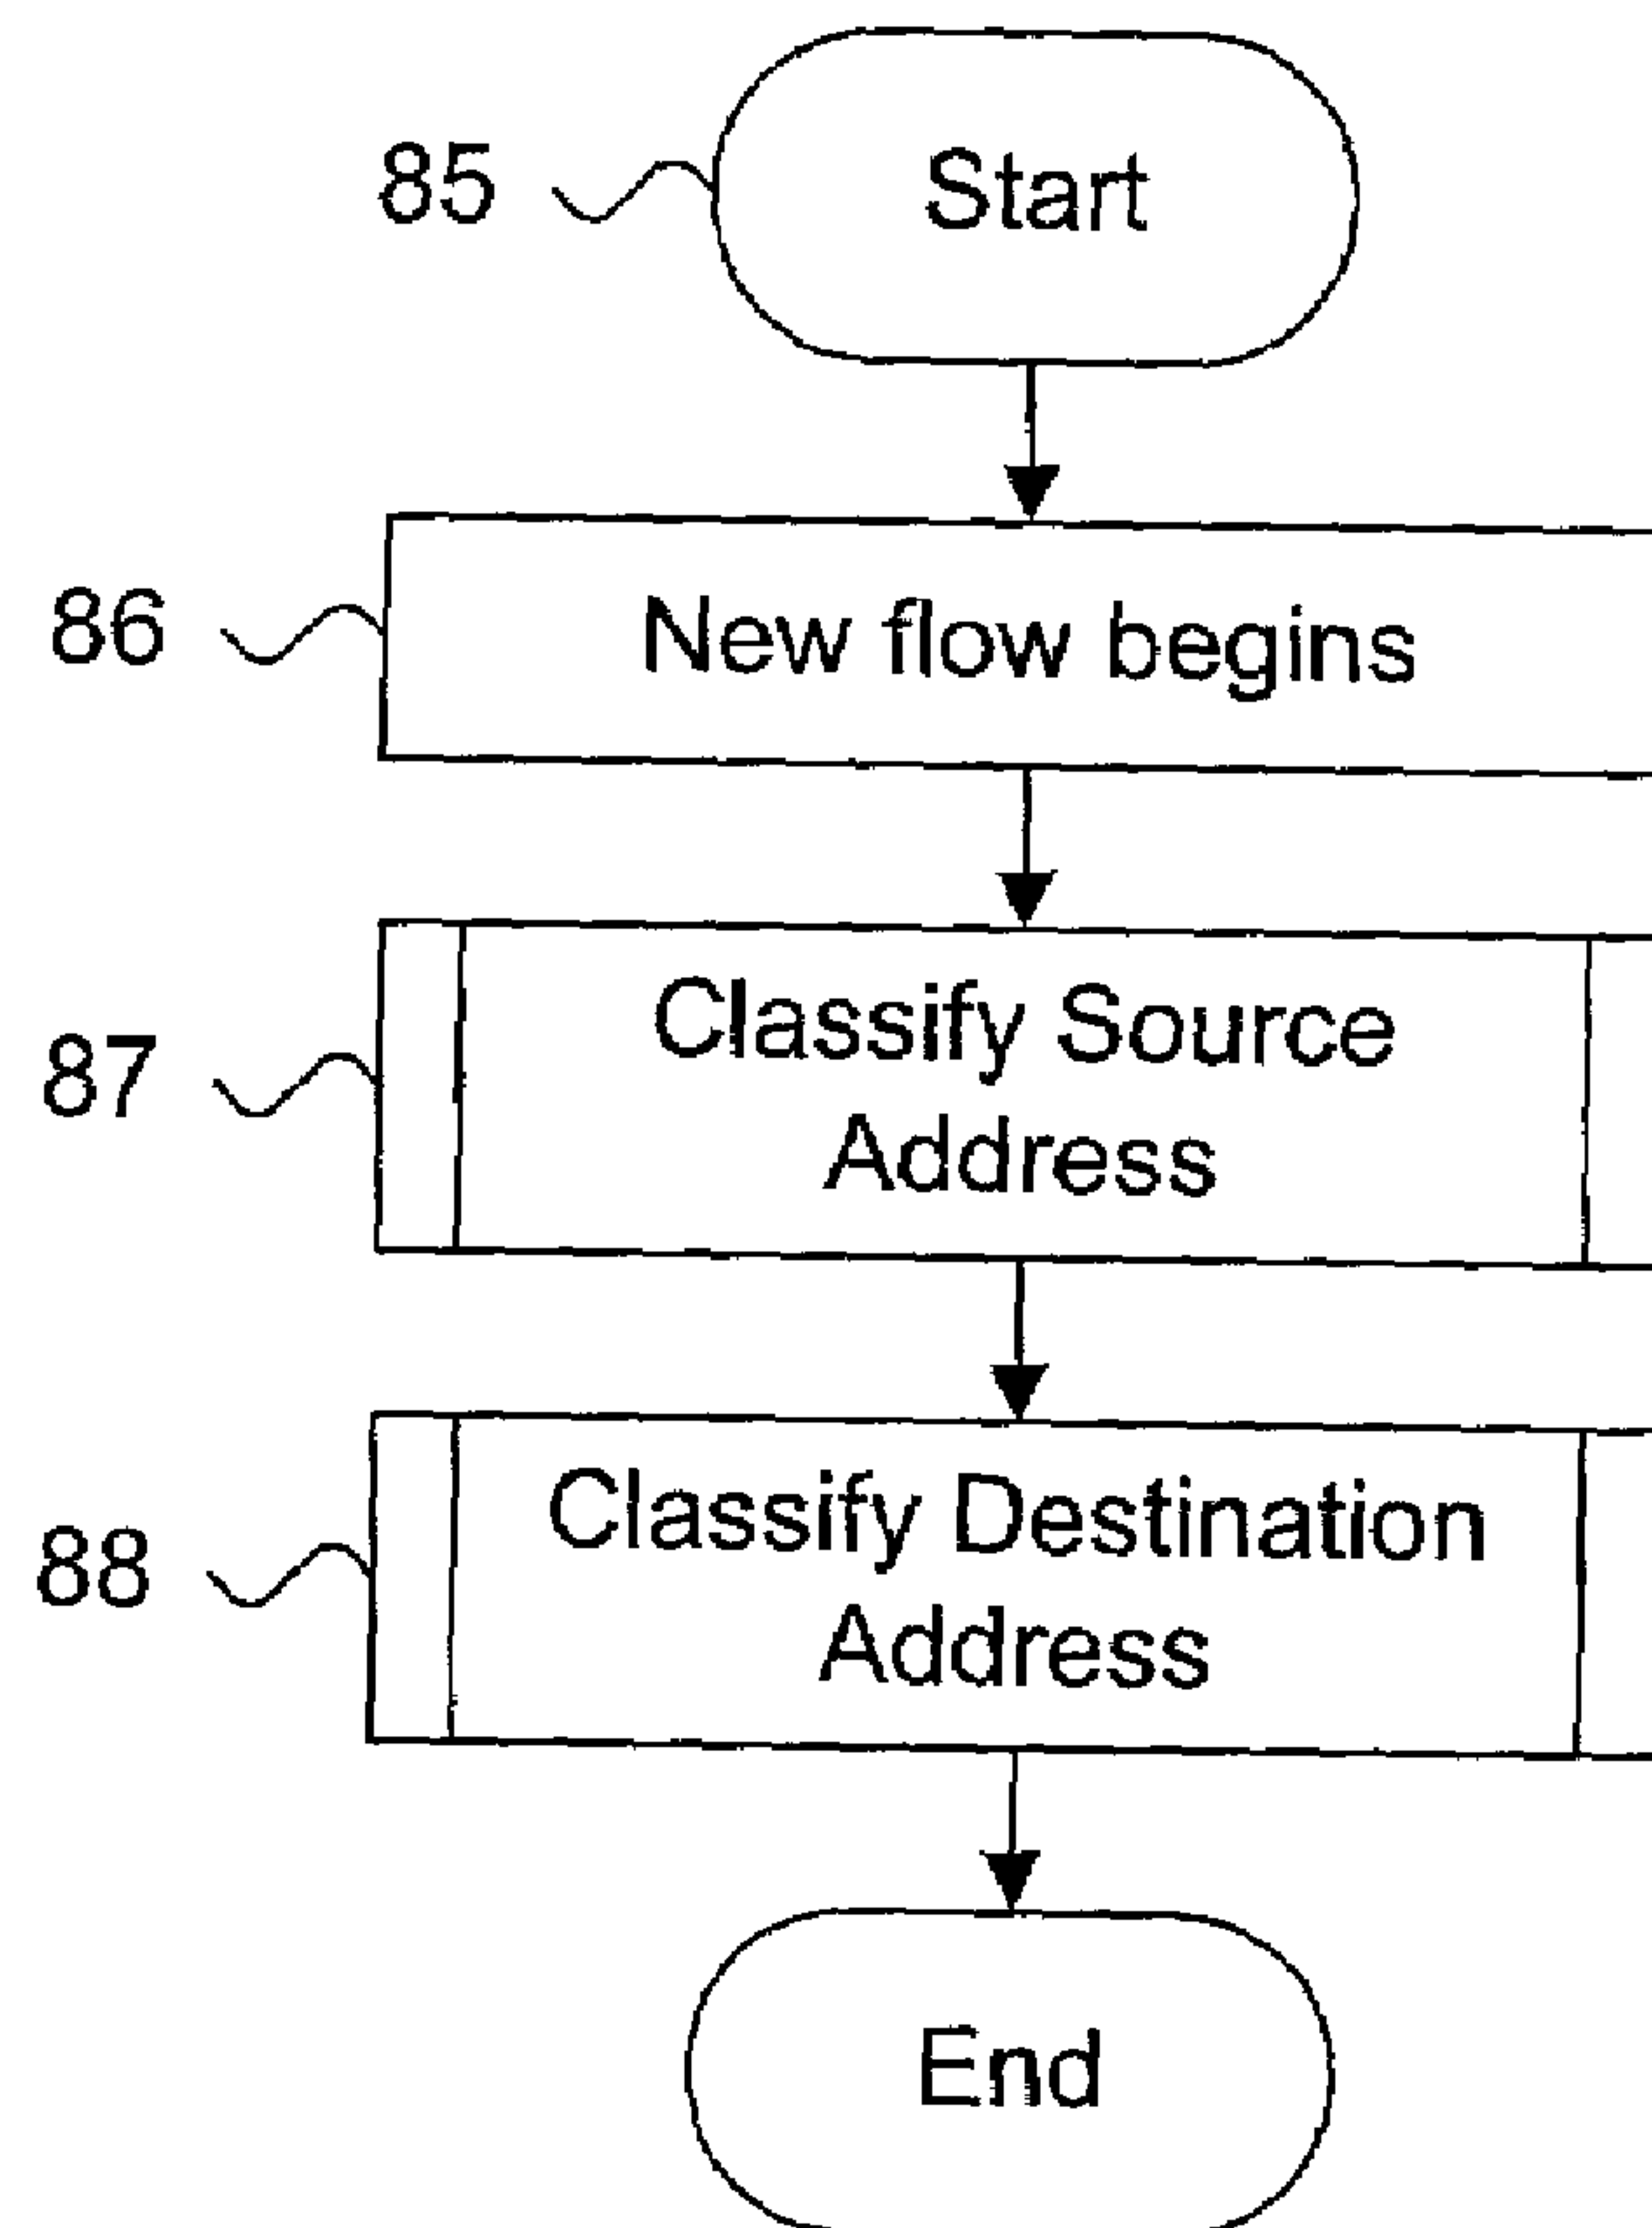 85
Start
86
New flow begins
87
Classify Source
Address
88
Classify Destination
Address
End